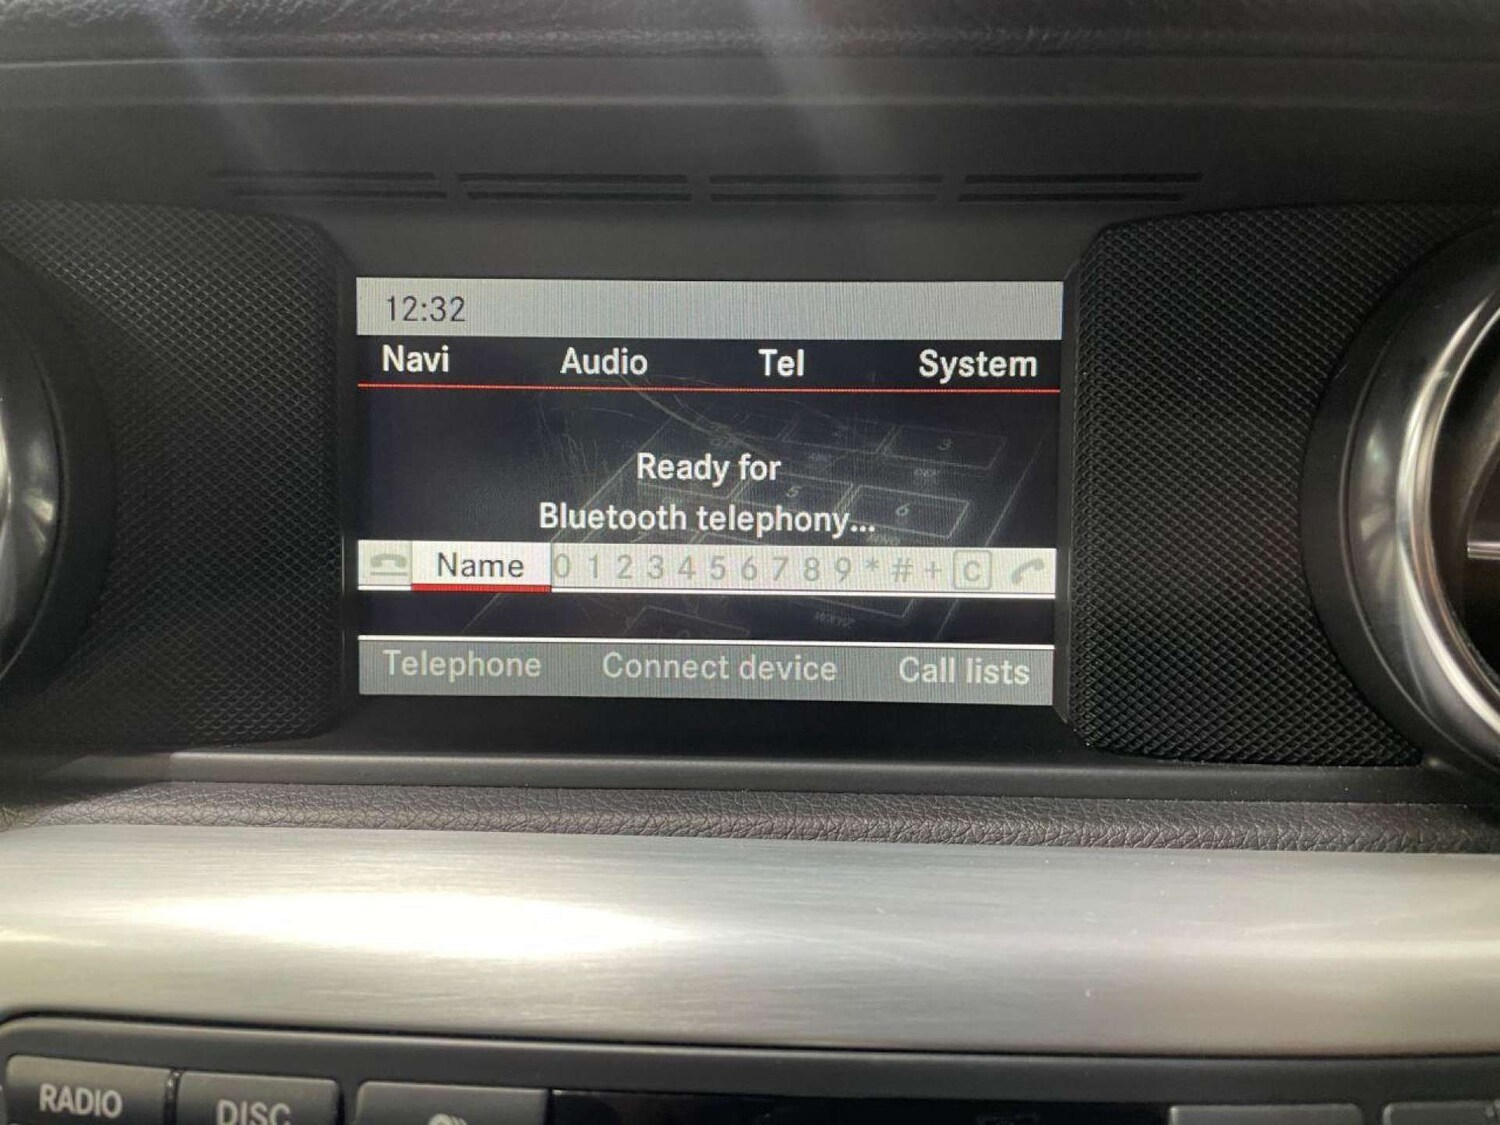 12:32
Navi Audio Tel System
Ready for
Bluetooth telephony...
Name 0 1 2 3 4 5 6 7 8 9 * # + C
Telephone Connect device Call lists
RADIO DISC